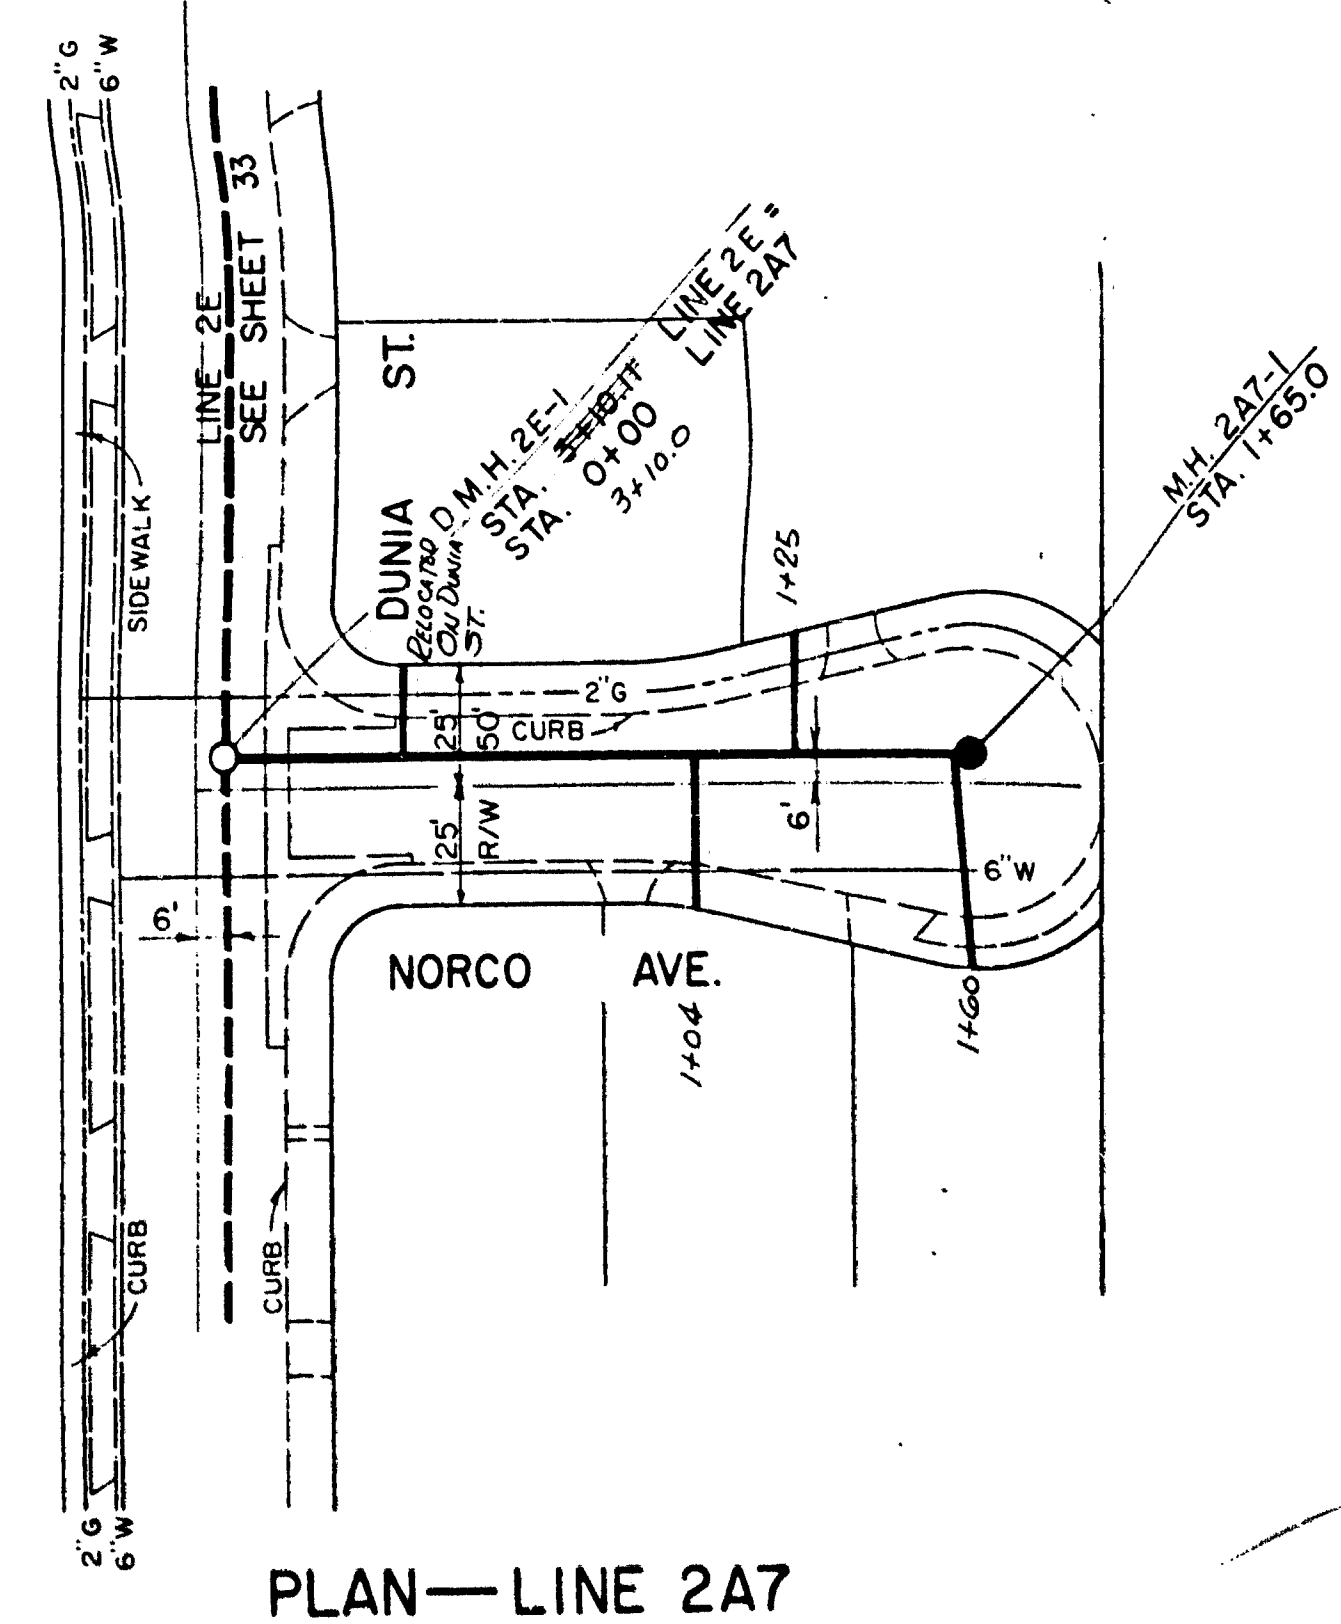 2"G
6"W
LINE 2E
SEE SHEET 33
SIDEWALK
DUNIA ST.
RELOCATED
ON DUNIA
ST.
M.H. 2E-1
STA. 3+10.17 LINE 2E =
STA. 0+00 LINE 2A7
3+10.0
M.H. 2A7-1
STA. 1+65.0
1+25
2"G
CURB
25'
50'
25'
R/W
6'
6"W
6'
NORCO AVE.
1+04
1+60
CURB
CURB
2"G
6"W
PLAN — LINE 2A7